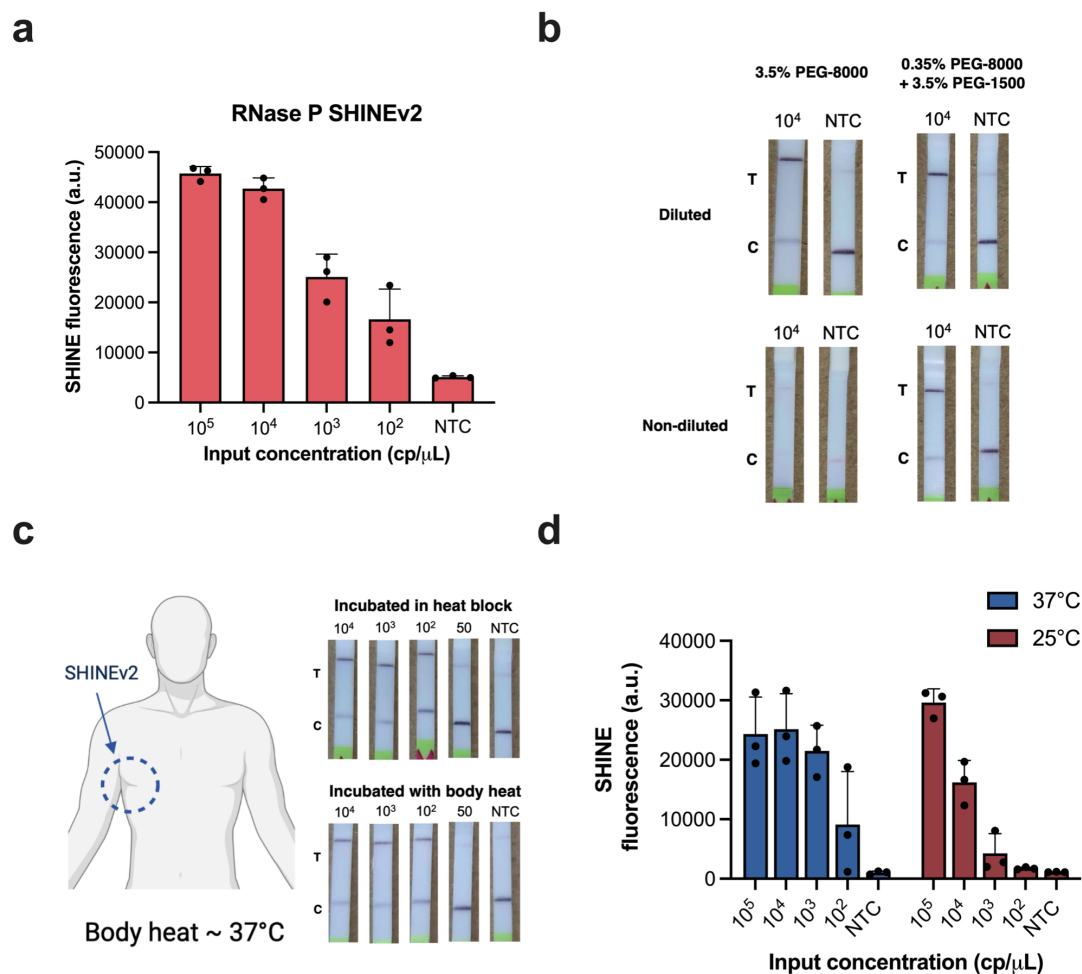 a
RNase P SHINEv2
SHINE fluorescence (a.u.)
50000
40000
30000
20000
10000
0
10⁵ 10⁴ 10³ 10² NTC
Input concentration (cp/μL)
b
3.5% PEG-8000
0.35% PEG-8000
+ 3.5% PEG-1500
10⁴ NTC 10⁴ NTC
T
Diluted
C
10⁴ NTC 10⁴ NTC
T
Non-diluted
C
c
SHINEv2
Body heat ~ 37°C
Incubated in heat block
10⁴ 10³ 10² 50 NTC
T
C
Incubated with body heat
10⁴ 10³ 10² 50 NTC
T
C
d
37°C
25°C
SHINE
fluorescence (a.u.)
40000
30000
20000
10000
0
10⁵ 10⁴ 10³ 10² NTC 10⁵ 10⁴ 10³ 10² NTC
Input concentration (cp/μL)